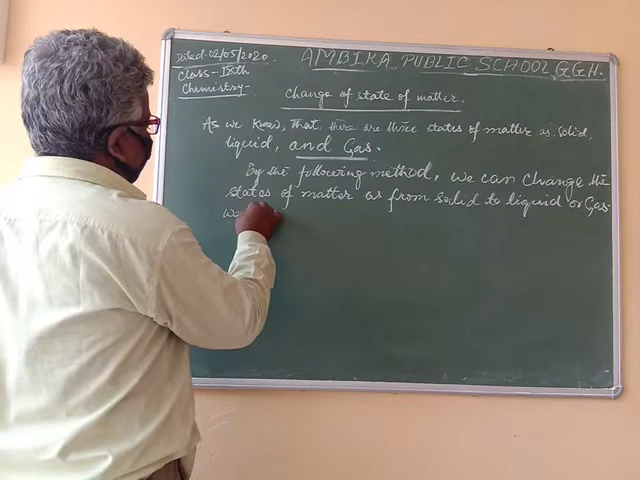 Dated-02/05/2020. AMBIKA PUBLIC SCHOOL, G.G.H.
Class-IXth
Chemistry-
Change of state of matter.
As we know, That, there are three states of matter as Solid,
liquid, and Gas.
By the following method, we can change the
states of matter as from solid to liquid or Gas.